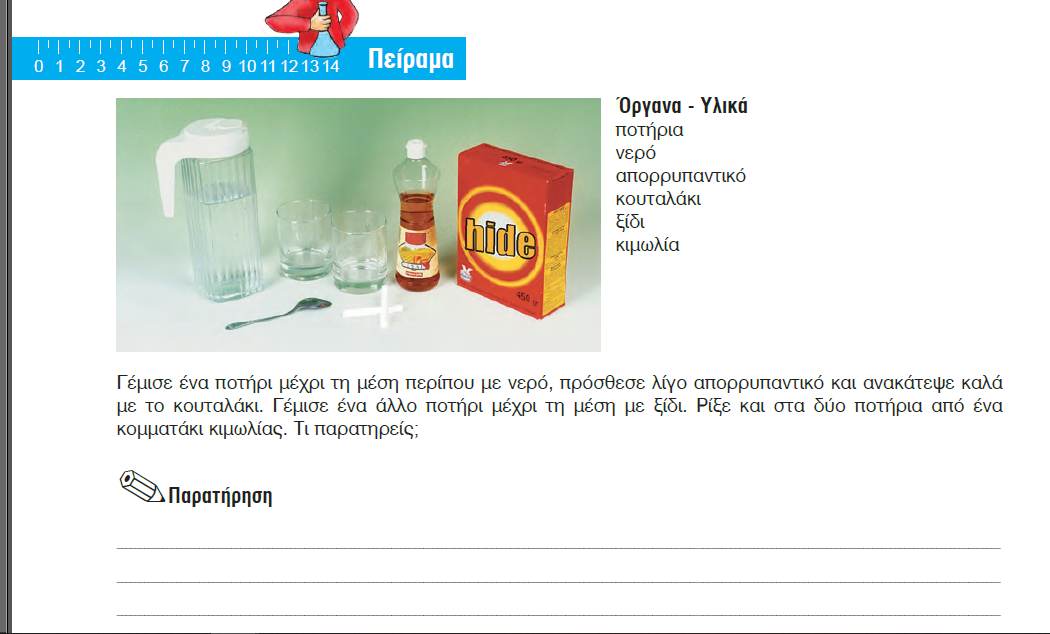 0 1 2 3 4 5 6 7 8 9 10 11 12 13 14
Πείραμα
Όργανα - Υλικά
ποτήρια
νερό
απορρυπαντικό
κουταλάκι
ξίδι
κιμωλία
hide
450 gr
Γέμισε ένα ποτήρι μέχρι τη μέση περίπου με νερό, πρόσθεσε λίγο απορρυπαντικό και ανακάτεψε καλά
με το κουταλάκι. Γέμισε ένα άλλο ποτήρι μέχρι τη μέση με ξίδι. Ρίξε και στα δύο ποτήρια από ένα
κομματάκι κιμωλίας. Τι παρατηρείς;
Παρατήρηση